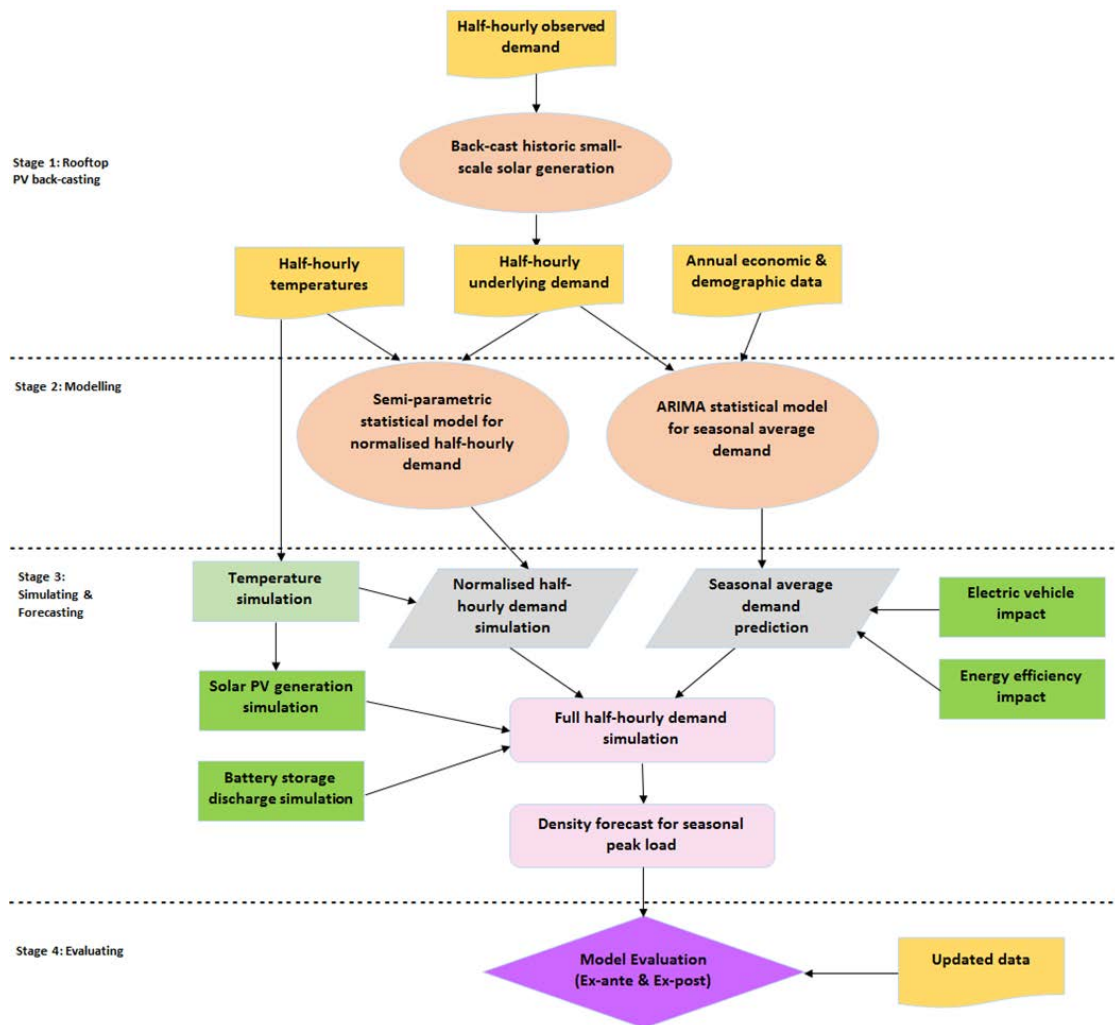 Half-hourly observed
demand
Back-cast historic small-
scale solar generation
Stage 1: Rooftop
PV back-casting
Half-hourly
temperatures
Half-hourly
underlying demand
Annual economic &
demographic data
Stage 2: Modelling
Semi-parametric
statistical model for
normalised half-hourly
demand
ARIMA statistical model
for seasonal average
demand
Stage 3:
Simulating &
Forecasting
Temperature
simulation
Normalised half-
hourly demand
simulation
Seasonal average
demand
prediction
Electric vehicle
impact
Energy efficiency
impact
Solar PV generation
simulation
Full half-hourly demand
simulation
Battery storage
discharge simulation
Density forecast for seasonal
peak load
Stage 4: Evaluating
Model Evaluation
(Ex-ante & Ex-post)
Updated data